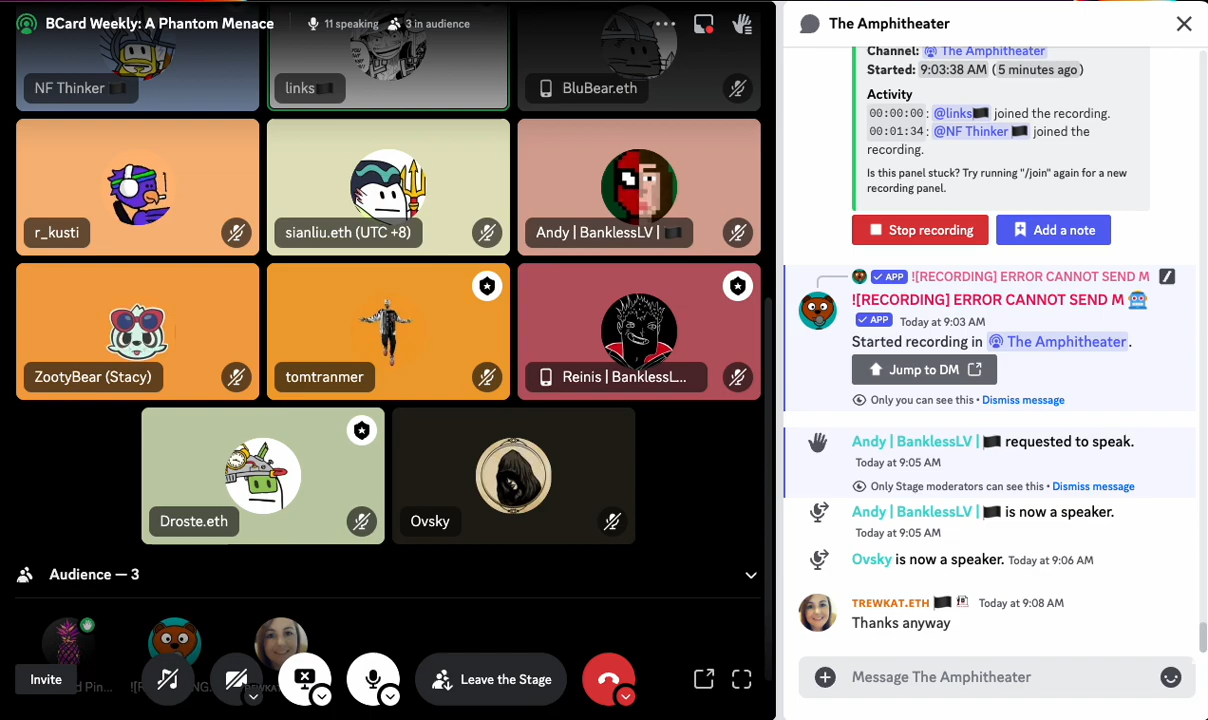 BCard Weekly: A Phantom Menace
11 speaking
3 in audience
NF Thinker
links
BluBear.eth
r_kusti
sianliu.eth (UTC +8)
Andy | BanklessLV |
ZootyBear (Stacy)
tomtranmer
Reinis | BanklessL...
Droste.eth
Ovsky
Audience — 3
Invite
Leave the Stage
The Amphitheater
Channel: The Amphitheater
Started: 9:03:38 AM (5 minutes ago)
Activity
00:00:00: @links joined the recording.
00:01:34: @NF Thinker joined the
recording.
Is this panel stuck? Try running "/join" again for a new
recording panel.
Stop recording
Add a note
APP ![RECORDING] ERROR CANNOT SEND M
![RECORDING] ERROR CANNOT SEND M
APP Today at 9:03 AM
Started recording in The Amphitheater.
Jump to DM
Only you can see this • Dismiss message
Andy | BanklessLV | requested to speak.
Today at 9:05 AM
Only Stage moderators can see this • Dismiss message
Andy | BanklessLV | is now a speaker.
Today at 9:05 AM
Ovsky is now a speaker. Today at 9:06 AM
TREWKAT.ETH Today at 9:08 AM
Thanks anyway
Message The Amphitheater